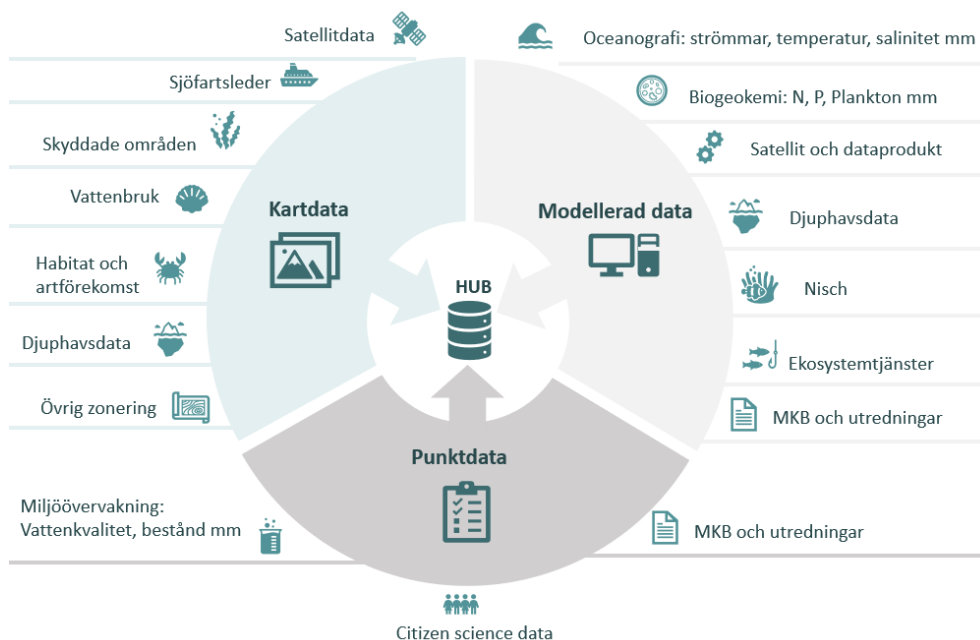 Satellitdata
Sjöfartsleder
Skyddade områden
Vattenbruk
Habitat och
artförekomst
Djuphavsdata
Övrig zonering
Kartdata
Oceanografi: strömmar, temperatur, salinitet mm
Biogeokemi: N, P, Plankton mm
Satellit och dataprodukt
Djuphavsdata
Nisch
Ekosystemtjänster
MKB och utredningar
Modellerad data
HUB
Punktdata
Miljöövervakning:
Vattenkvalitet, bestånd mm
MKB och utredningar
Citizen science data